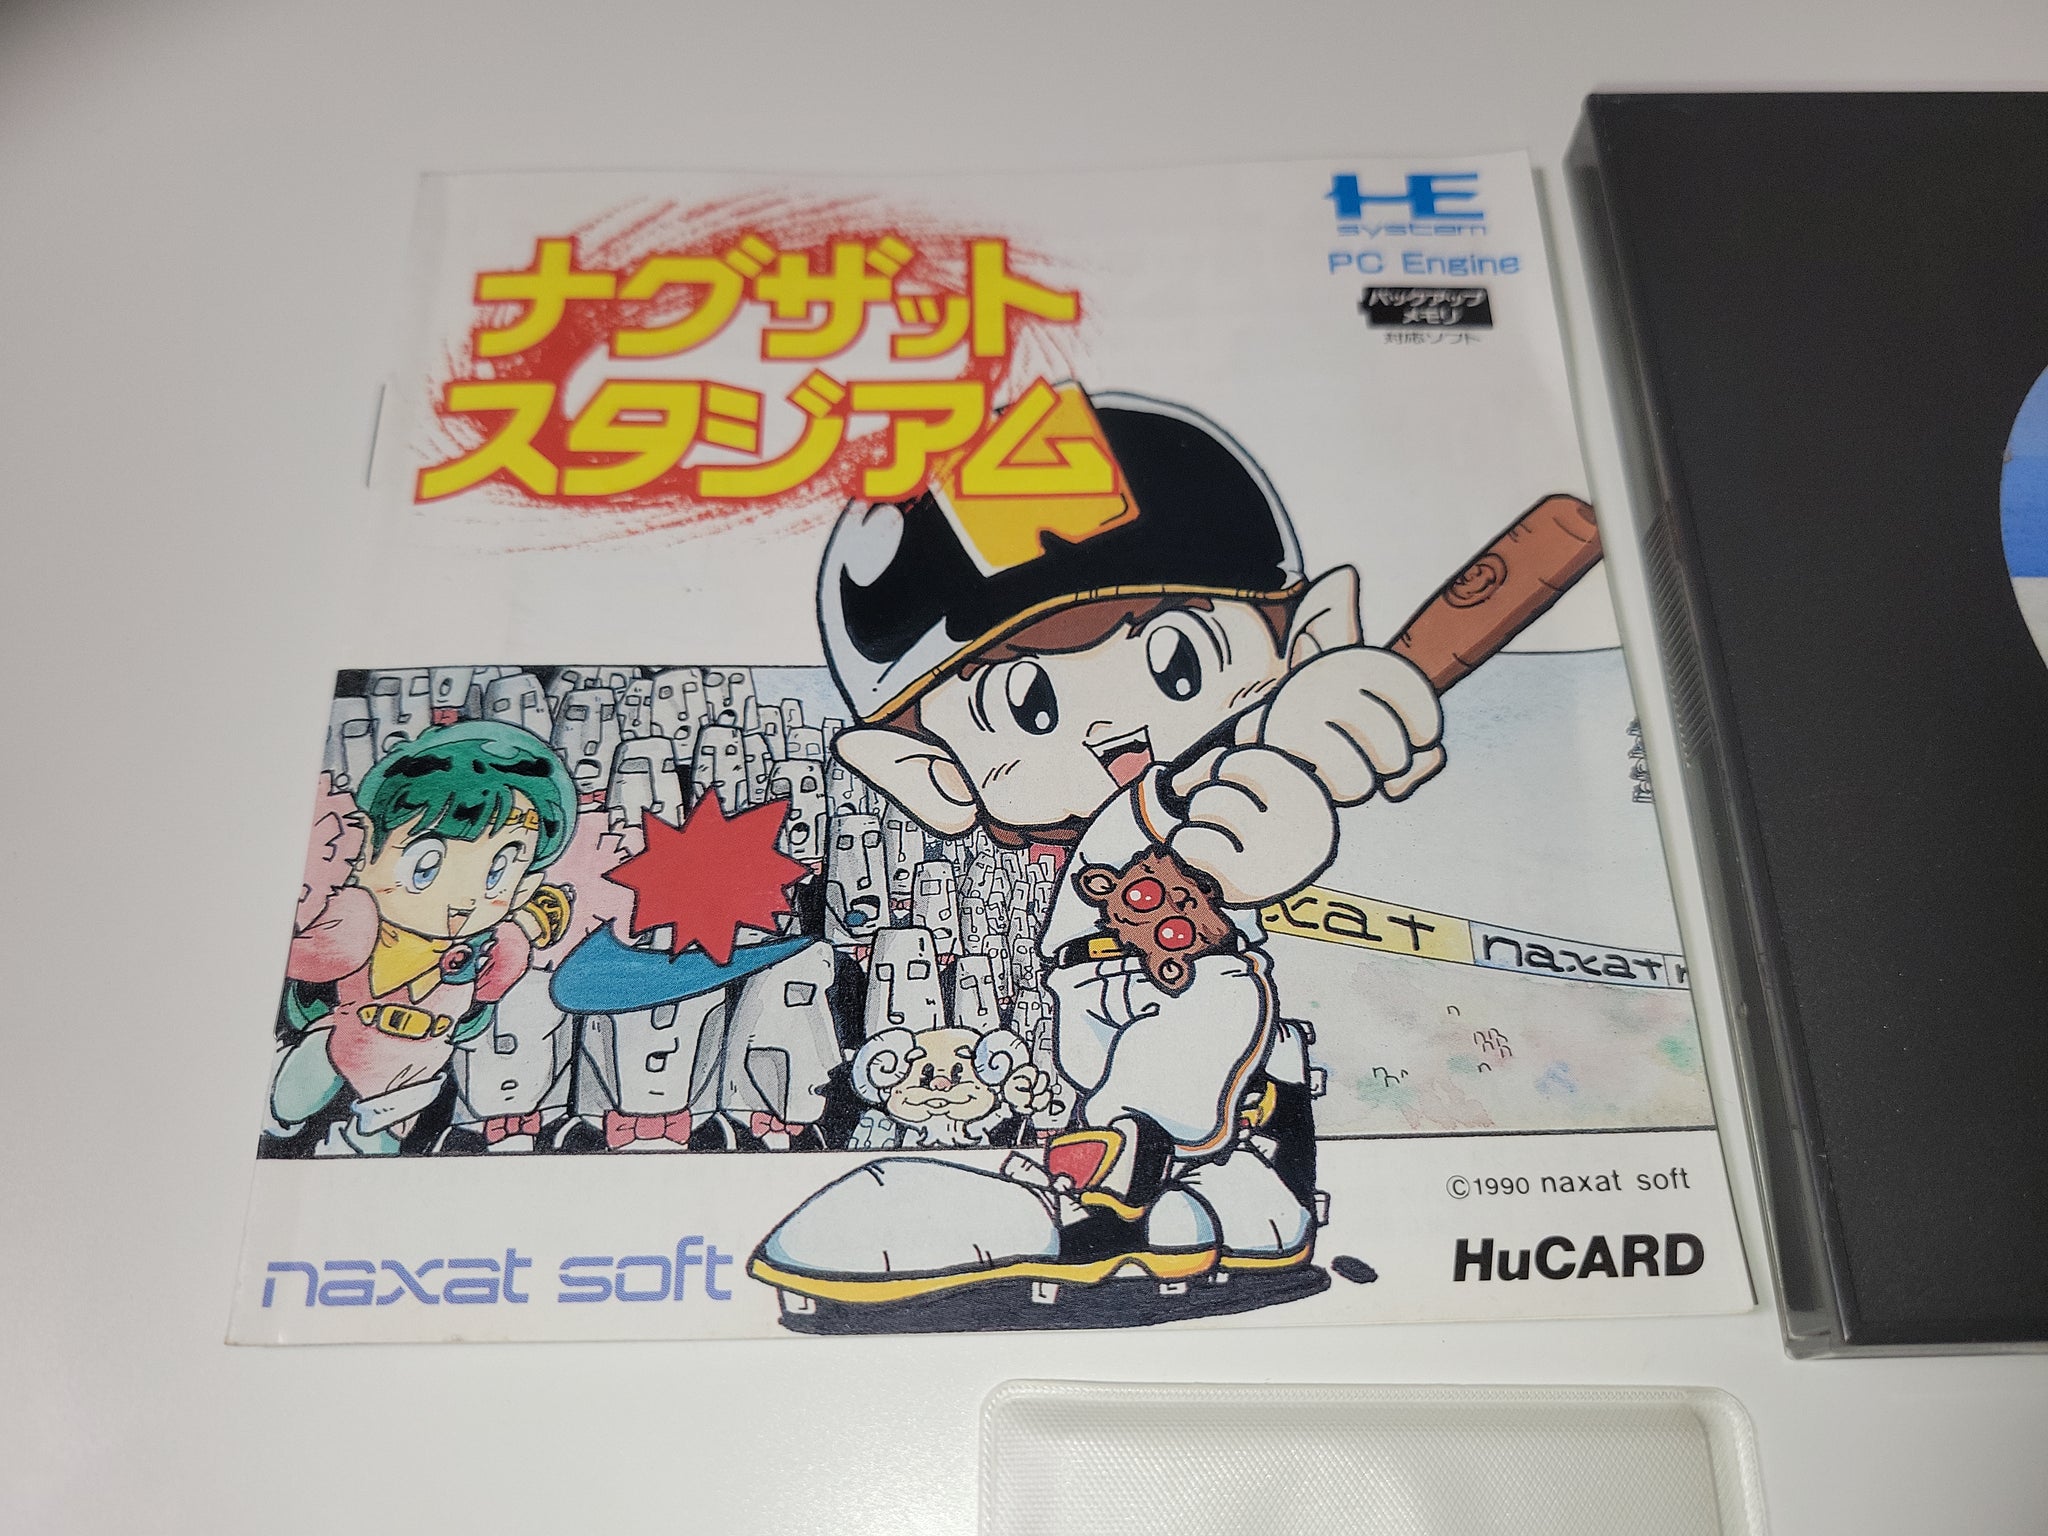 ナグザット
スタジアム
HE
system
PC Engine
バックアップ
メモリ
対応ソフト
naxat
©1990 naxat soft
naxat soft
HuCARD